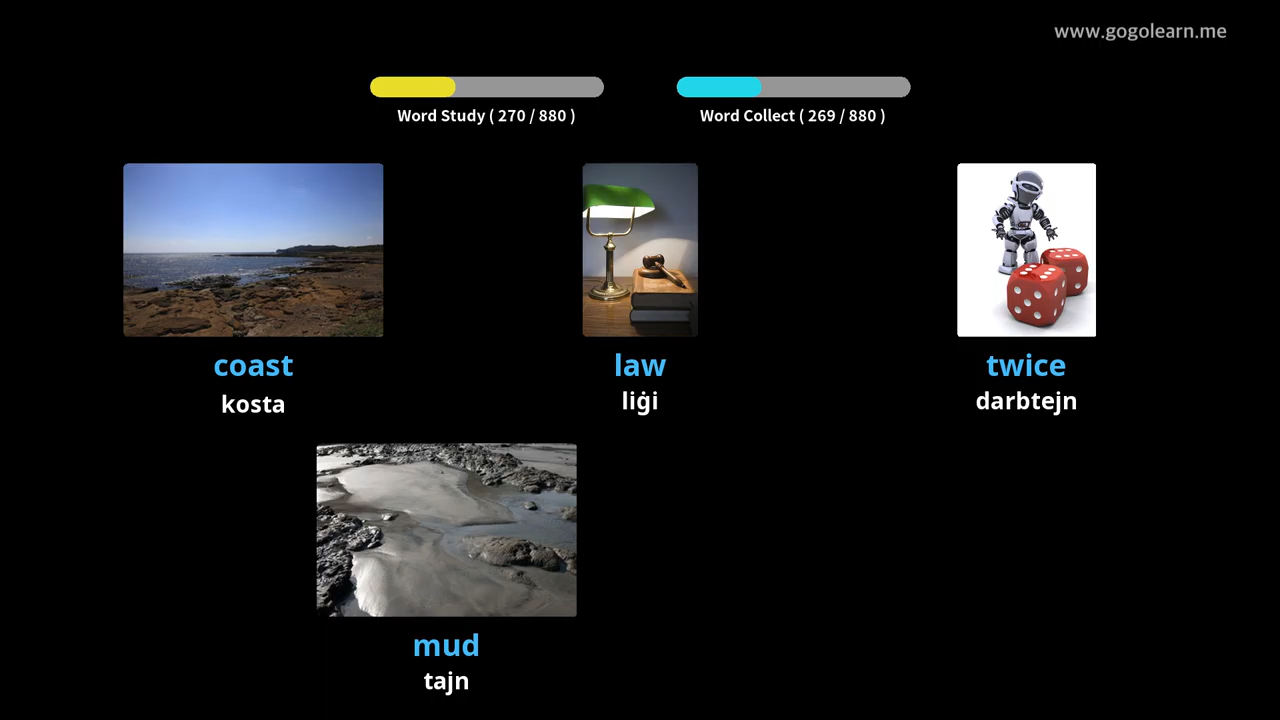 www.gogolearn.me
Word Study ( 270 / 880 )
Word Collect ( 269 / 880 )
coast
kosta
law
liġi
twice
darbtejn
mud
tajn